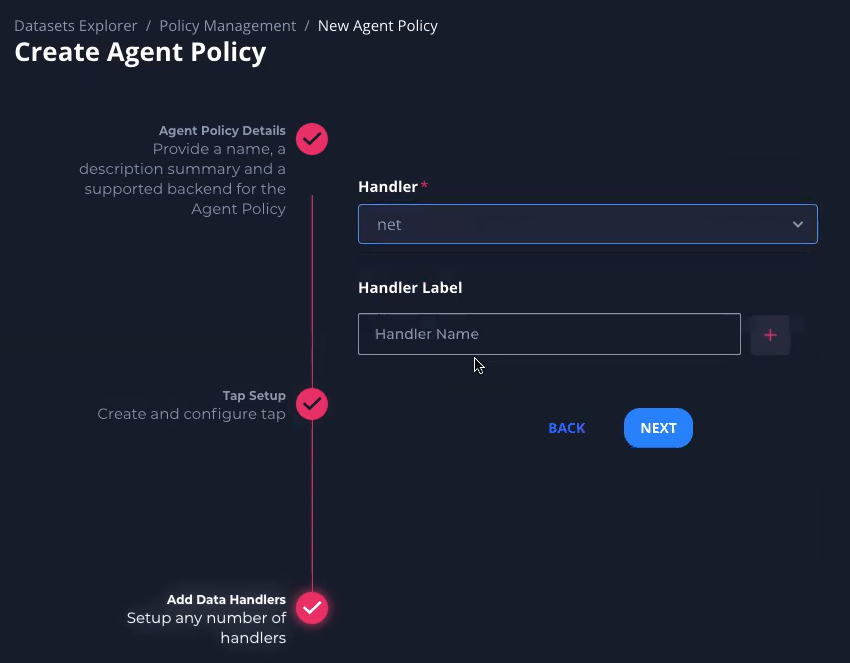 Datasets Explorer / Policy Management / New Agent Policy
Create Agent Policy
Agent Policy Details
Provide a name, a
description summary and a
supported backend for the
Agent Policy
Handler *
net
Handler Label
Handler Name
+
Tap Setup
Create and configure tap
BACK
NEXT
Add Data Handlers
Setup any number of
handlers